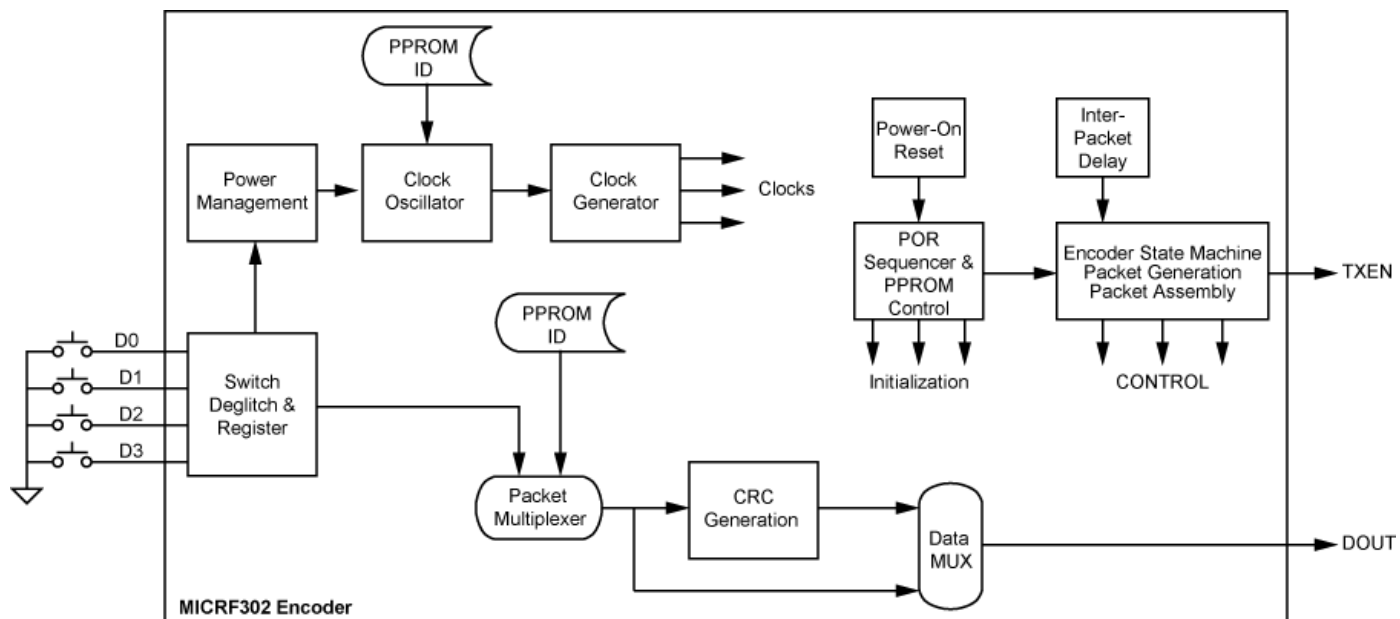 PPROM
ID
Power-On
Reset
Inter-
Packet
Delay
Power
Management
Clock
Oscillator
Clock
Generator
Clocks
POR
Sequencer &
PPROM
Control
Encoder State Machine
Packet Generation
Packet Assembly
TXEN
PPROM
ID
D0
D1
D2
D3
Switch
Deglitch &
Register
Initialization
CONTROL
Packet
Multiplexer
CRC
Generation
Data
MUX
DOUT
MICRF302 Encoder